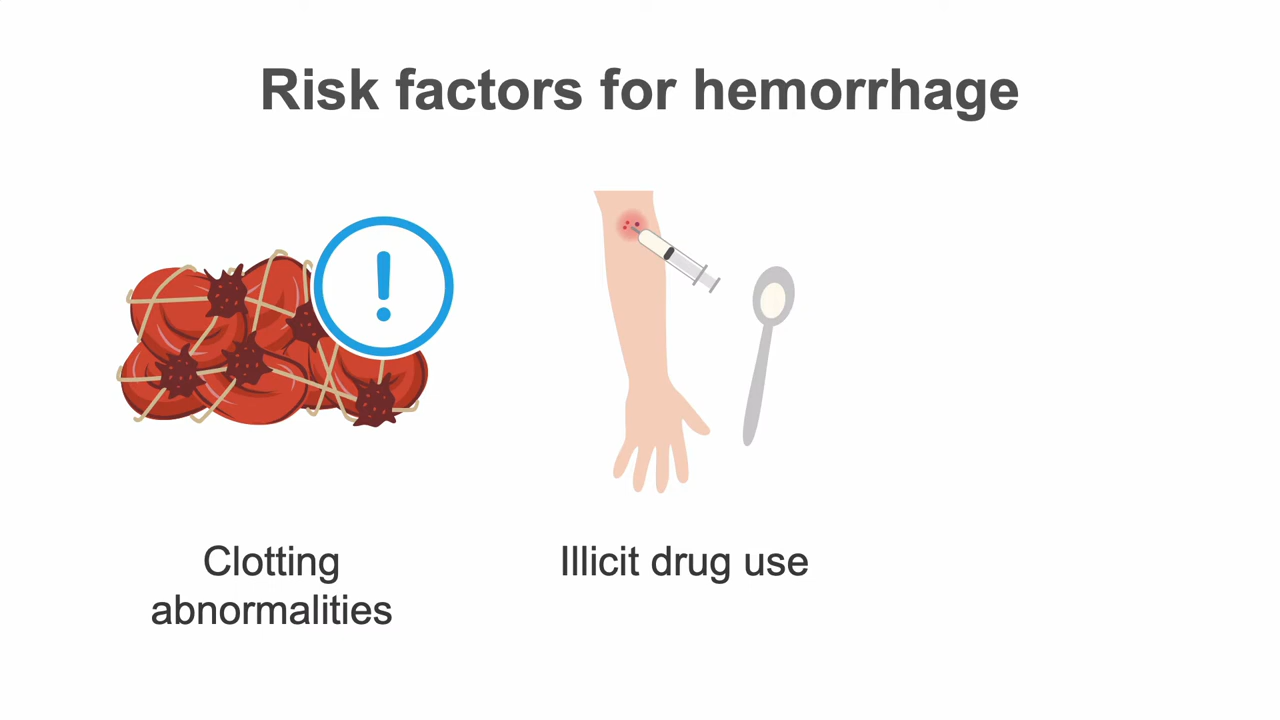 Risk factors for hemorrhage
Clotting
abnormalities
Illicit drug use